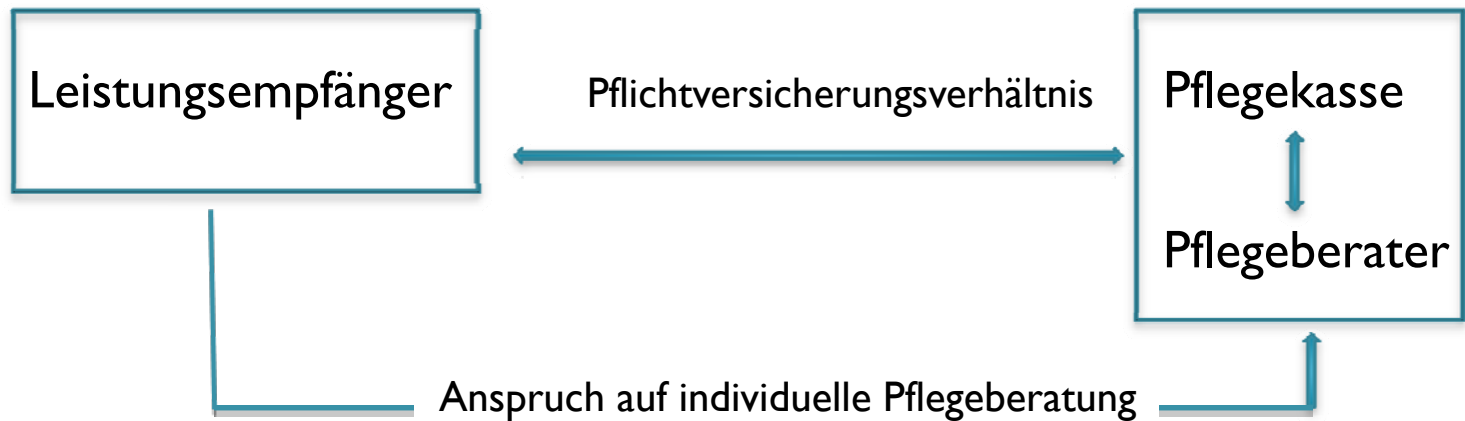 Leistungsempfänger
Pflichtversicherungsverhältnis
Pflegekasse
Pflegeberater
Anspruch auf individuelle Pflegeberatung